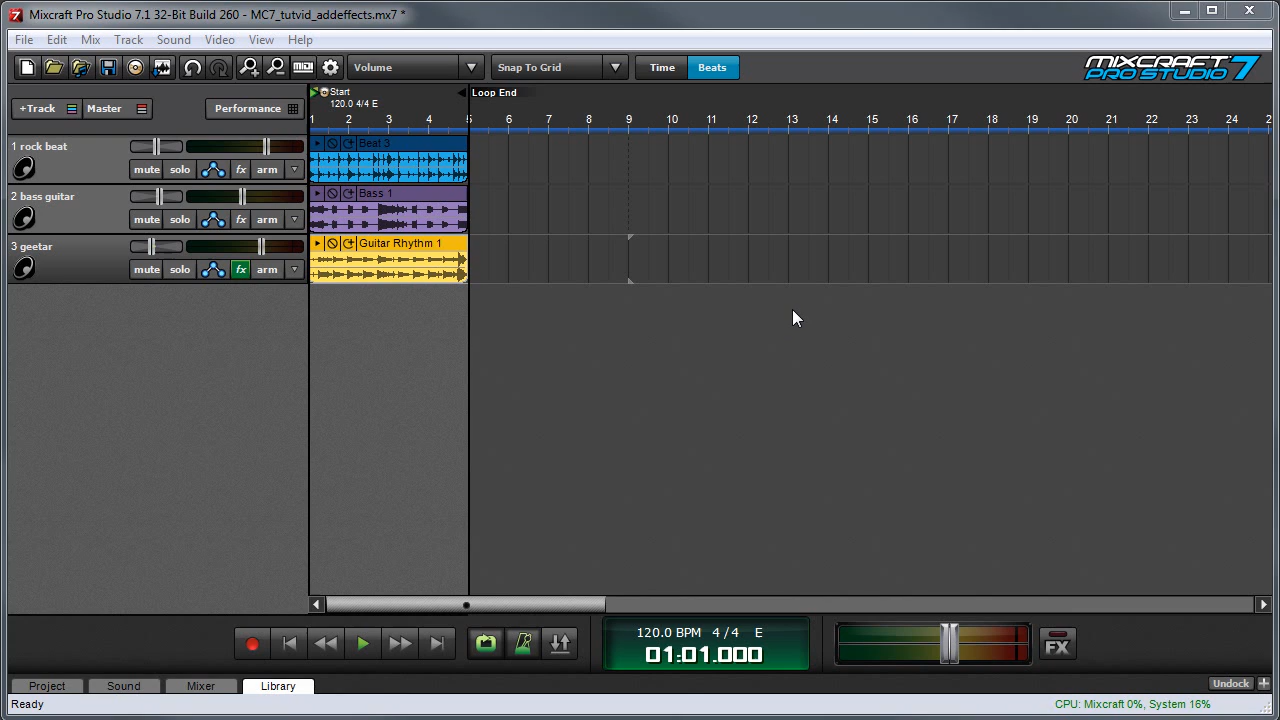 Mixcraft Pro Studio 7.1 32-Bit Build 260 - MC7_tutvid_addeffects.mx7 *
File Edit Mix Track Sound Video View Help
Volume Snap To Grid Time Beats MIXCRAFT PRO STUDIO 7
+Track Master Performance
Start
120.0 4/4 E
Loop End
1 2 3 4 5 6 7 8 9 10 11 12 13 14 15 16 17 18 19 20 21 22 23 24 2
1 rock beat
mute solo fx arm
Beat 3
2 bass guitar
mute solo fx arm
Bass 1
3 geetar
mute solo fx arm
Guitar Rhythm 1
120.0 BPM 4/4 E
01:01.000
FX
Project Sound Mixer Library
Undock +
Ready
CPU: Mixcraft 0%, System 16%